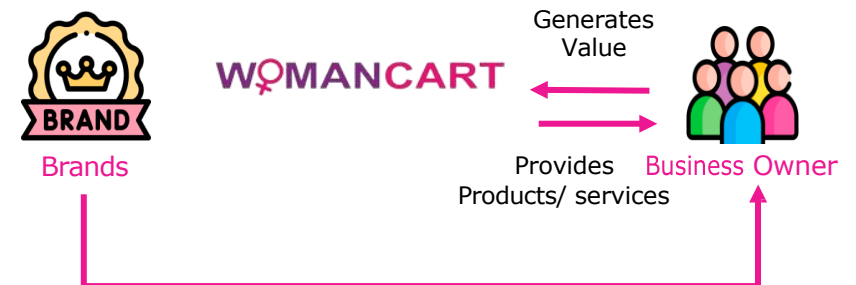 Generates
Value
WOMANCART
BRAND
Brands
Provides
Products/ services
Business Owner